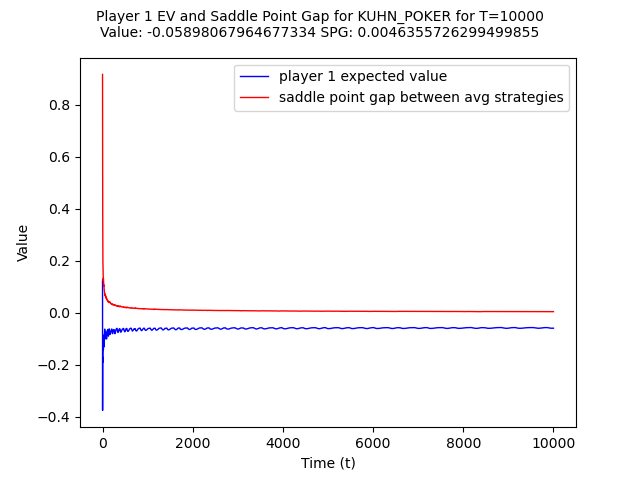 Player 1 EV and Saddle Point Gap for KUHN_POKER for T=10000
Value: -0.05898067964677334 SPG: 0.0046355726299499855
player 1 expected value
saddle point gap between avg strategies
0.8
0.6
0.4
0.2
0.0
−0.2
−0.4
Value
0 2000 4000 6000 8000 10000
Time (t)